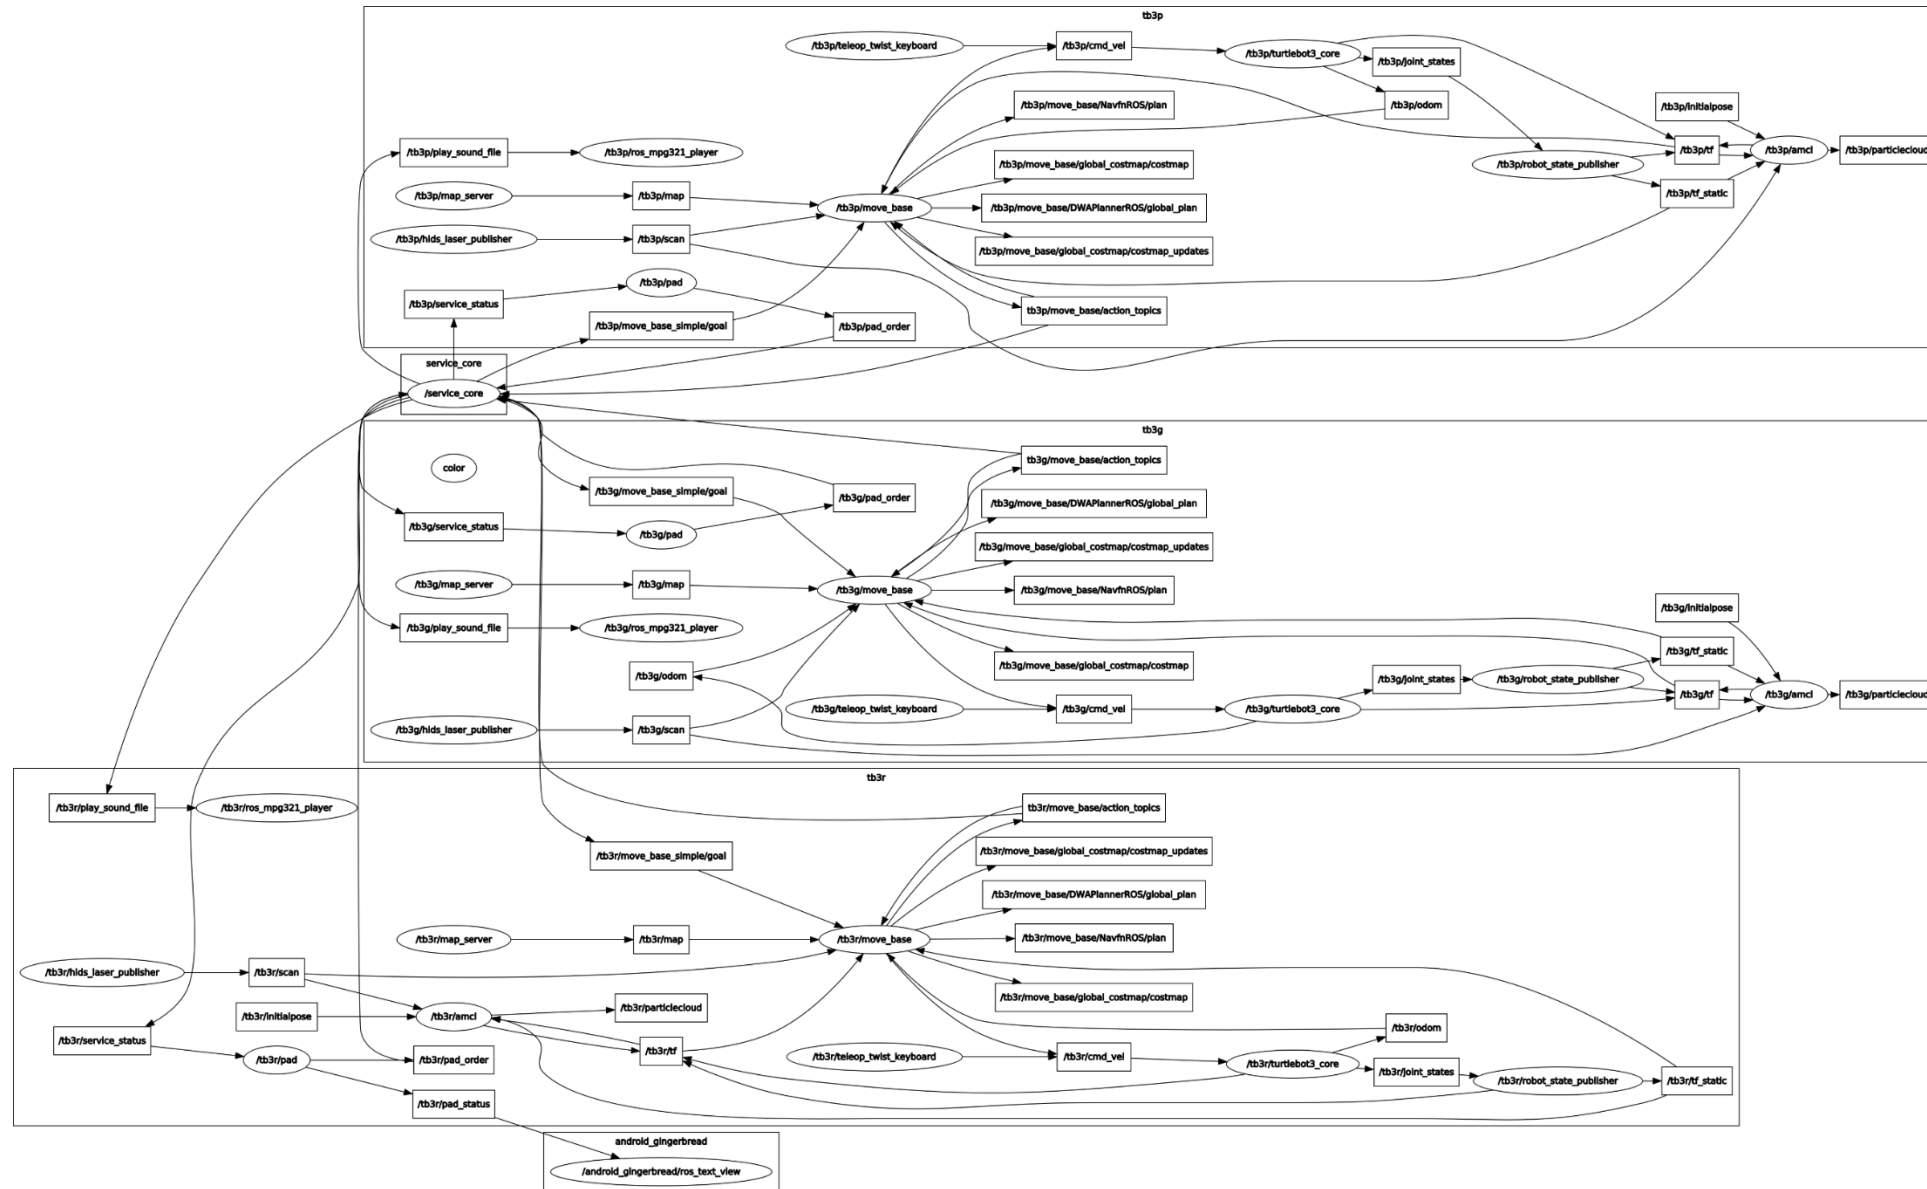 tb3p
/tb3p/teleop_twist_keyboard
/tb3p/cmd_vel
/tb3p/turtlebot3_core
/tb3p/joint_states
/tb3p/move_base/NavfnROS/plan
/tb3p/odom
/tb3p/initialpose
/tb3p/play_sound_file
/tb3p/ros_mpg321_player
/tb3p/move_base/global_costmap/costmap
/tb3p/robot_state_publisher
/tb3p/tf
/tb3p/amcl
/tb3p/particlecloud
/tb3p/map_server
/tb3p/map
/tb3p/move_base
/tb3p/move_base/DWAPlannerROS/global_plan
/tb3p/tf_static
/tb3p/hlds_laser_publisher
/tb3p/scan
/tb3p/move_base/global_costmap/costmap_updates
/tb3p/pad
/tb3p/service_status
tb3p/move_base/action_topics
/tb3p/move_base_simple/goal
/tb3p/pad_order
service_core
/service_core
tb3g
color
tb3g/move_base/action_topics
/tb3g/move_base_simple/goal
/tb3g/pad_order
/tb3g/move_base/DWAPlannerROS/global_plan
/tb3g/service_status
/tb3g/pad
/tb3g/move_base/global_costmap/costmap_updates
/tb3g/map_server
/tb3g/map
/tb3g/move_base
/tb3g/move_base/NavfnROS/plan
/tb3g/initialpose
/tb3g/play_sound_file
/tb3g/ros_mpg321_player
/tb3g/tf_static
/tb3g/odom
/tb3g/move_base/global_costmap/costmap
/tb3g/joint_states
/tb3g/robot_state_publisher
/tb3g/tf
/tb3g/amcl
/tb3g/particlecloud
/tb3g/teleop_twist_keyboard
/tb3g/cmd_vel
/tb3g/turtlebot3_core
/tb3g/hlds_laser_publisher
/tb3g/scan
tb3r
/tb3r/play_sound_file
/tb3r/ros_mpg321_player
tb3r/move_base/action_topics
/tb3r/move_base_simple/goal
/tb3r/move_base/global_costmap/costmap_updates
/tb3r/move_base/DWAPlannerROS/global_plan
/tb3r/map_server
/tb3r/map
/tb3r/move_base
/tb3r/move_base/NavfnROS/plan
/tb3r/hlds_laser_publisher
/tb3r/scan
/tb3r/move_base/global_costmap/costmap
/tb3r/initialpose
/tb3r/amcl
/tb3r/particlecloud
/tb3r/odom
/tb3r/service_status
/tb3r/pad
/tb3r/pad_order
/tb3r/tf
/tb3r/teleop_twist_keyboard
/tb3r/cmd_vel
/tb3r/turtlebot3_core
/tb3r/joint_states
/tb3r/robot_state_publisher
/tb3r/tf_static
/tb3r/pad_status
android_gingerbread
/android_gingerbread/ros_text_view